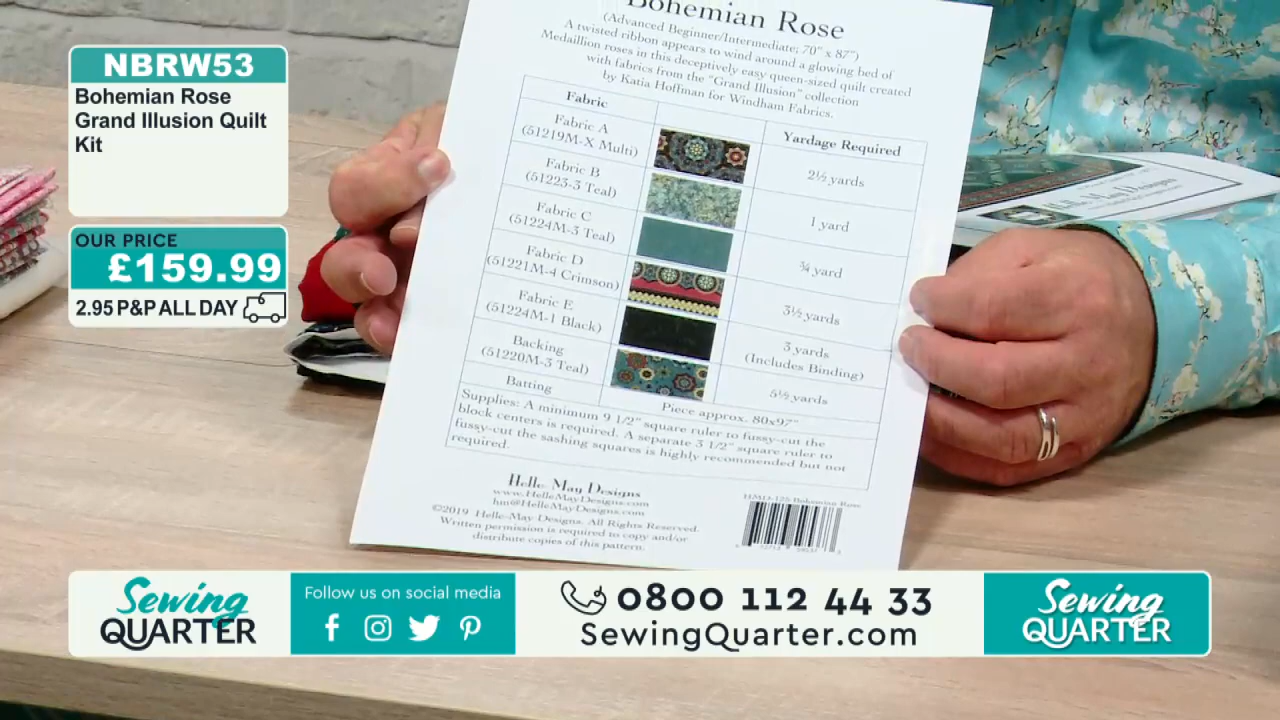 NBRW53
Bohemian Rose
Grand Illusion Quilt
Kit
OUR PRICE
£159.99
2.95 P&P ALL DAY
Bohemian Rose
(Advanced Beginner/Intermediate; 70" x 87")
A twisted ribbon appears to wind around a glowing bed of
Medaillion roses in this deceptively easy queen-sized quilt created
with fabrics from the "Grand Illusion" collection
by Katia Hoffman for Windham Fabrics.
Fabric
Yardage Required
Fabric A
(51219M-X Multi)
2½ yards
Fabric B
(51223-3 Teal)
1 yard
Fabric C
(51224M-3 Teal)
¾ yard
Fabric D
(51221M-4 Crimson)
3½ yards
Fabric E
(51224M-1 Black)
3 yards
(Includes Binding)
Backing
(51220M-3 Teal)
5½ yards
Batting
Piece approx. 80x97"
Supplies: A minimum 9 1/2" square ruler to fussy-cut the
block centers is required. A separate 3 1/2" square ruler to
fussy-cut the sashing squares is highly recommended but not
required.
Helle-May Designs
www.HelleMayDesigns.com
hm@HelleMayDesigns.com
©2019 Helle-May Designs. All Rights Reserved.
Written permission is required to copy and/or
distribute copies of this pattern.
Bohemian Rose
Sewing
QUARTER
Follow us on social media
0800 112 44 33
SewingQuarter.com
Sewing
QUARTER